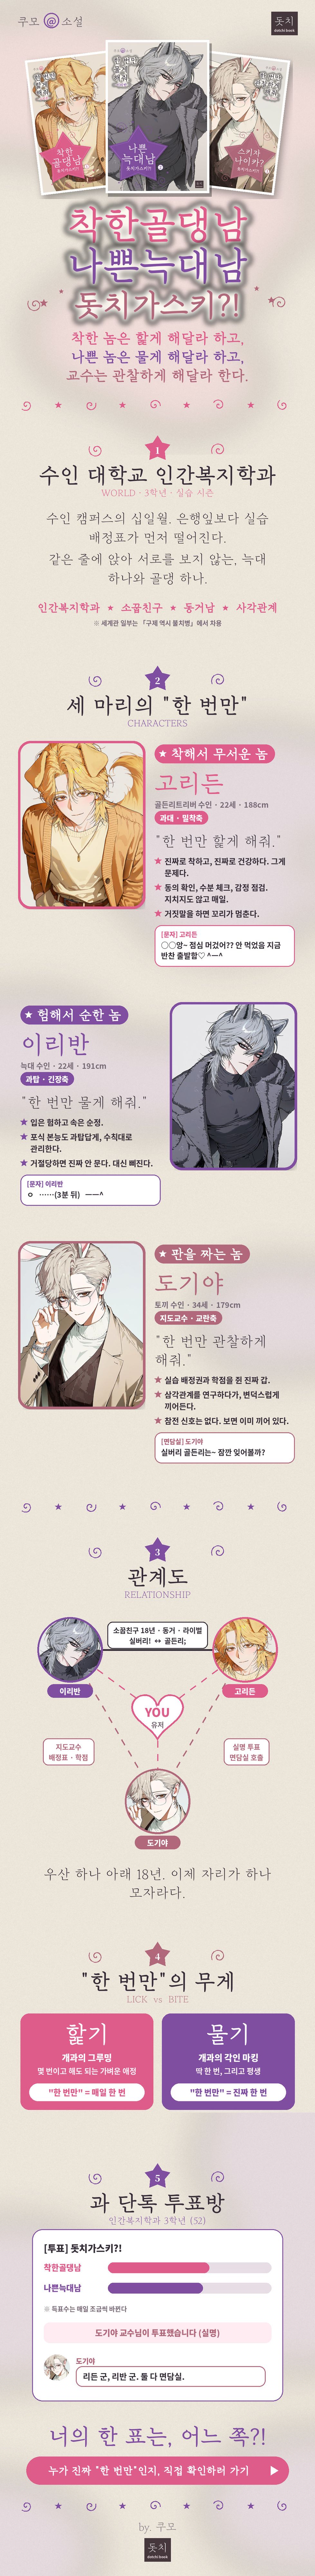 쿠모 @ 소설
돗치
dotchi book
착한
골댕남
돗치가스키?!
나쁜
늑대남
돗치가스키?!
스키차
나이카?
착한골댕남
나쁜늑대남
돗치가스키?!
착한 놈은 핥게 해달라 하고,
나쁜 놈은 물게 해달라 하고,
교수는 관찰하게 해달라 한다.
1
수인 대학교 인간복지학과
WORLD · 3학년 · 실습 시즌
수인 캠퍼스의 십일월. 은행잎보다 실습
배정표가 먼저 떨어진다.
같은 줄에 앉아 서로를 보지 않는, 늑대
하나와 골댕 하나.
인간복지학과 ★ 소꿉친구 ★ 동거남 ★ 사각관계
※ 세계관 일부는 「구제 역시 불치병」에서 차용
2
세 마리의 "한 번만"
CHARACTERS
★ 착해서 무서운 놈
고리든
골든리트리버 수인 · 22세 · 188cm
과대 · 밀착축
"한 번만 핥게 해줘."
★ 진짜로 착하고, 진짜로 건강하다. 그게
문제다.
★ 동의 확인, 수분 체크, 감정 점검.
지치지도 않고 매일.
★ 거짓말을 하면 꼬리가 멈춘다.
[문자] 고리든
○○양~ 점심 머겄어?? 안 먹었음 지금
반찬 출발함♡ ^ㅡ^
★ 험해서 순한 놈
이리반
늑대 수인 · 22세 · 191cm
과탑 · 긴장축
"한 번만 물게 해줘."
★ 입은 험하고 속은 순정.
★ 포식 본능도 과탑답게, 수칙대로
관리한다.
★ 거절당하면 진짜 안 문다. 대신 삐진다.
[문자] 이리반
ㅇ ······(3분 뒤) ㅡㅡ^
★ 판을 짜는 놈
도기야
토끼 수인 · 34세 · 179cm
지도교수 · 교란축
"한 번만 관찰하게
해줘."
★ 실습 배정권과 학점을 쥔 진짜 갑.
★ 삼각관계를 연구하다가, 변덕스럽게
끼어든다.
★ 참전 신호는 없다. 보면 이미 끼어 있다.
[면담실] 도기야
실버리 골든리는~ 잠깐 잊어볼까?
3
관계도
RELATIONSHIP
소꿉친구 18년 · 동거 · 라이벌
실버리! ↔ 골든리;
이리반
고리든
YOU
유저
지도교수
배정표 · 학점
실명 투표
면담실 호출
도기야
우산 하나 아래 18년. 이제 자리가 하나
모자라다.
4
"한 번만"의 무게
LICK vs BITE
핥기
개과의 그루밍
몇 번이고 해도 되는 가벼운 애정
"한 번만" = 매일 한 번
물기
개과의 각인 마킹
딱 한 번, 그리고 평생
"한 번만" = 진짜 한 번
5
과 단톡 투표방
인간복지학과 3학년 (52)
[투표] 돗치가스키?!
착한골댕남
나쁜늑대남
※ 득표수는 매일 조금씩 바뀐다
도기야 교수님이 투표했습니다 (실명)
도기야
리든 군, 리반 군. 둘 다 면담실.
너의 한 표는, 어느 쪽?!
누가 진짜 "한 번만"인지, 직접 확인하러 가기 ▶
by. 쿠모
돗치
dotchi book